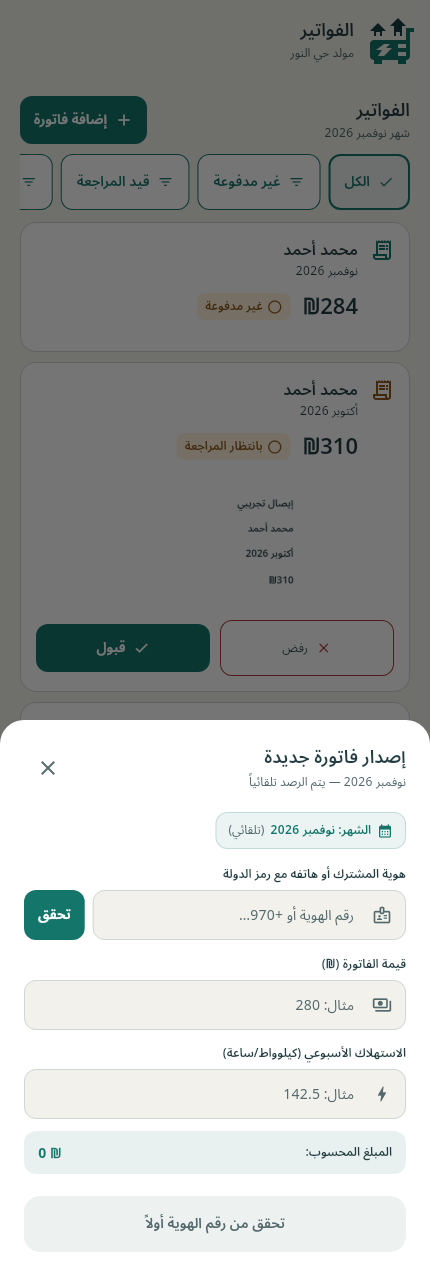 الفواتير
مولد حي النور
الفواتير
شهر نوفمبر 2026
إضافة فاتورة
الكل
غير مدفوعة
قيد المراجعة
محمد أحمد
نوفمبر 2026
₪284
غير مدفوعة
محمد أحمد
أكتوبر 2026
₪310
بانتظار المراجعة
إيصال تجريبي
محمد أحمد
أكتوبر 2026
₪310
رفض
قبول
إصدار فاتورة جديدة
نوفمبر 2026 — يتم الرصد تلقائياً
الشهر: نوفمبر 2026 (تلقائي)
هوية المشترك أو هاتفه مع رمز الدولة
رقم الهوية أو +970...
تحقق
قيمة الفاتورة (₪)
مثال: 280
الاستهلاك الأسبوعي (كيلوواط/ساعة)
مثال: 142.5
المبلغ المحسوب:
0 ₪
تحقق من رقم الهوية أولاً